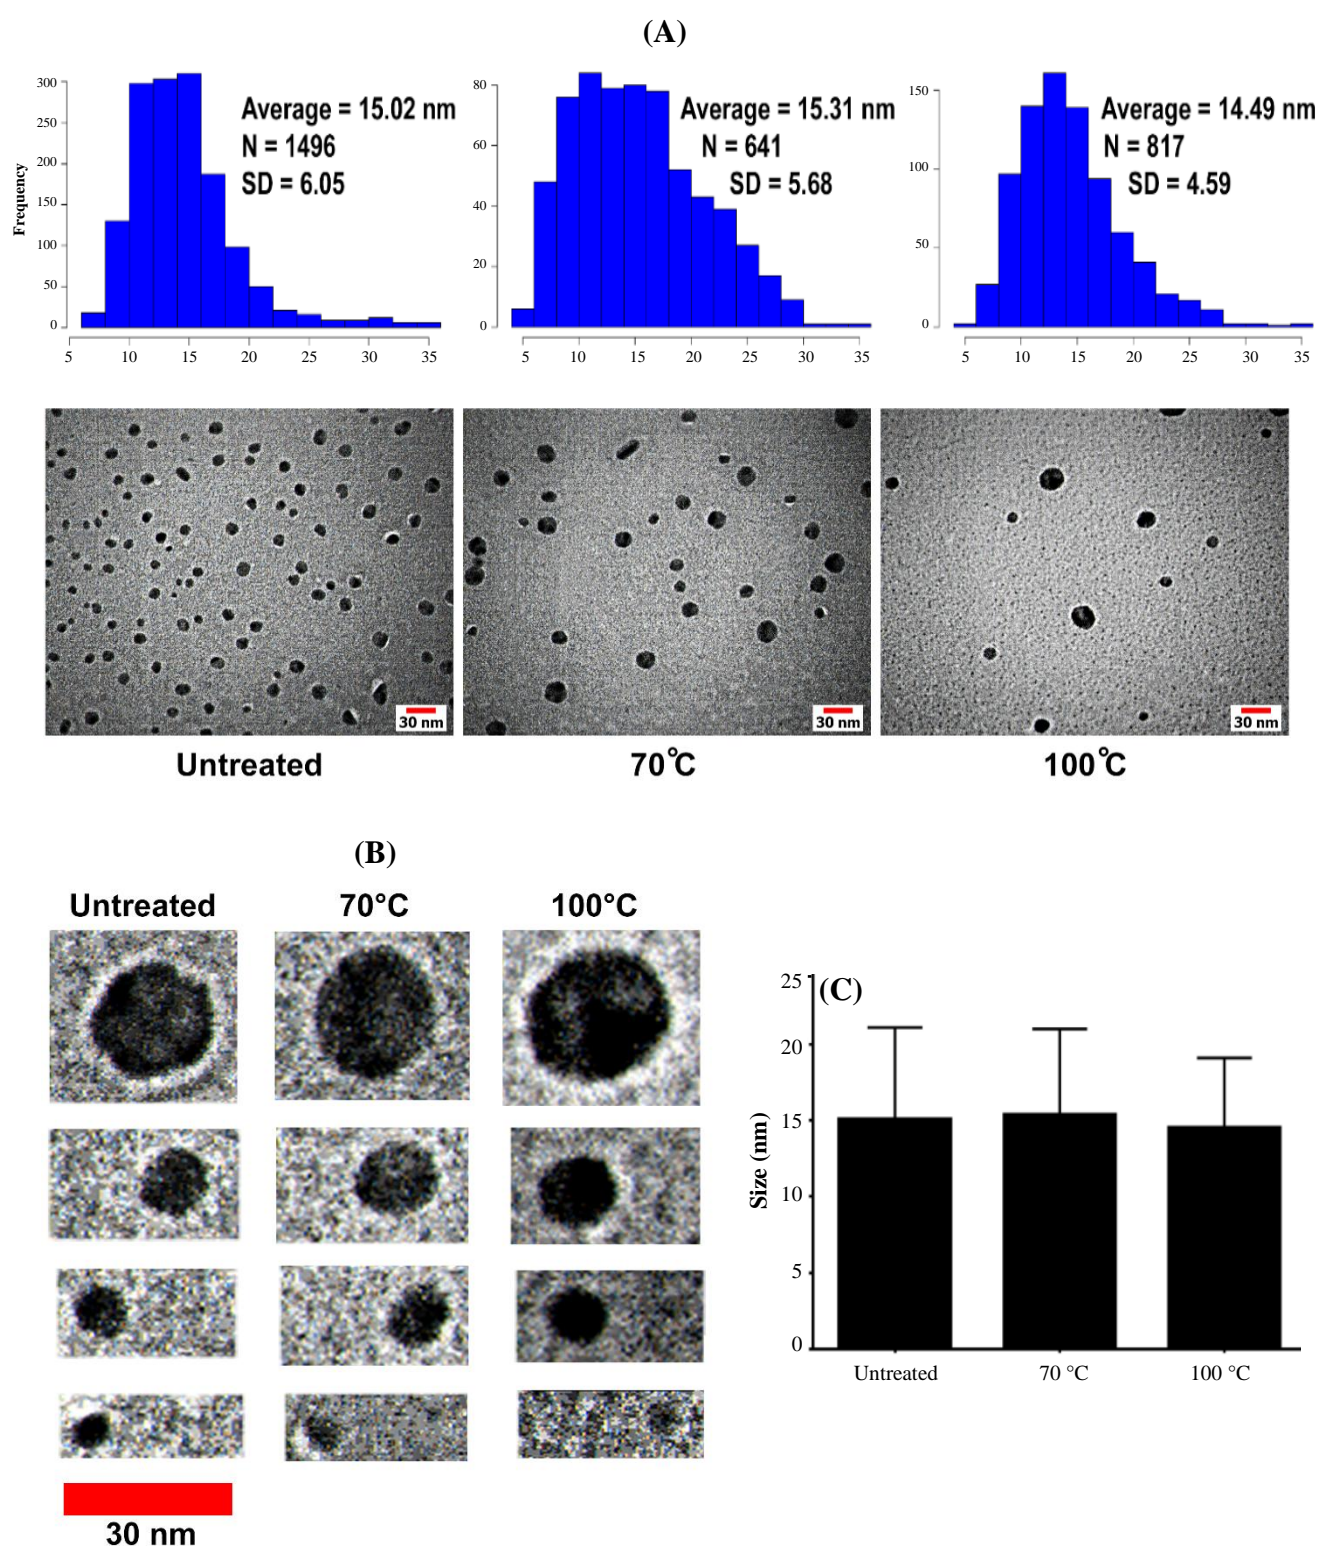 (A)
300
250
200
150
100
50
0
Frequency
Average = 15.02 nm
N = 1496
SD = 6.05
5 10 15 20 25 30 35
80
60
40
20
0
Average = 15.31 nm
N = 641
SD = 5.68
5 10 15 20 25 30 35
150
100
50
0
Average = 14.49 nm
N = 817
SD = 4.59
5 10 15 20 25 30 35
30 nm
30 nm
30 nm
Untreated 70°C 100°C
(B)
Untreated 70°C 100°C
30 nm
(C)
25
20
15
10
5
0
Size (nm)
Untreated 70 °C 100 °C